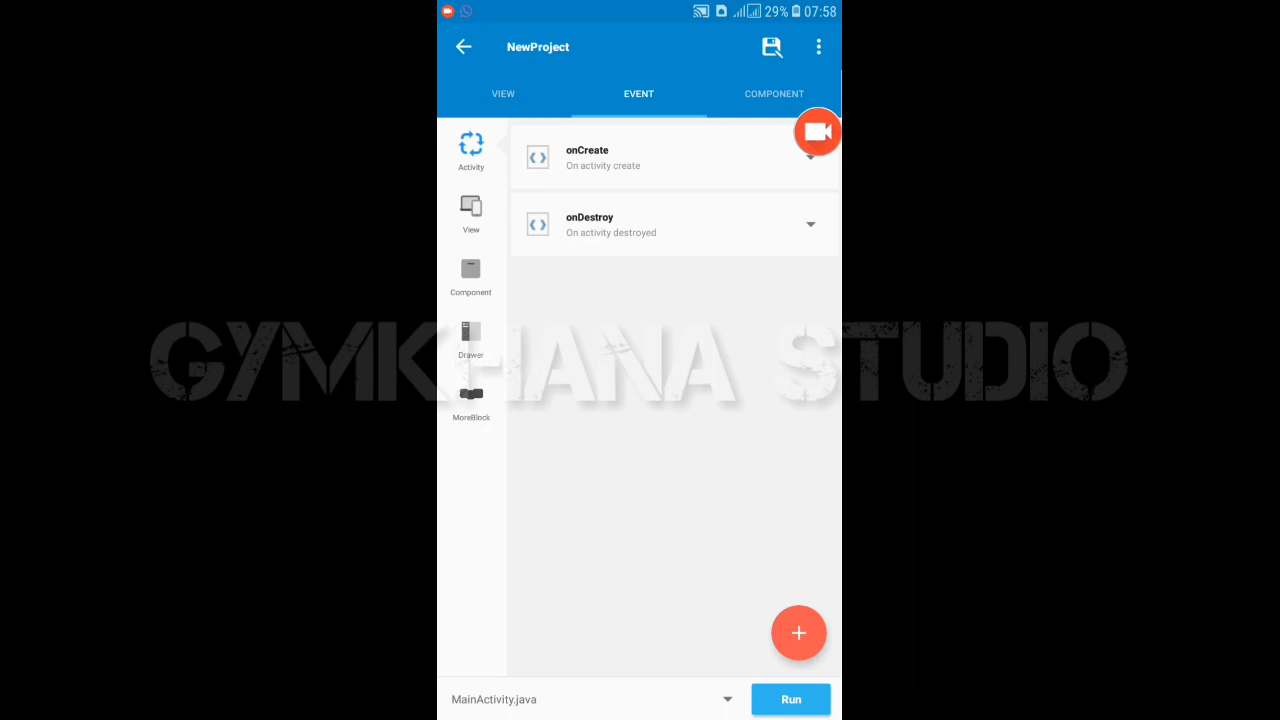 29% 07:58
NewProject
VIEW EVENT COMPONENT
Activity
onCreate
On activity create
View
onDestroy
On activity destroyed
Component
Drawer
MoreBlock
GYMKHANA STUDIO
MainActivity.java
Run